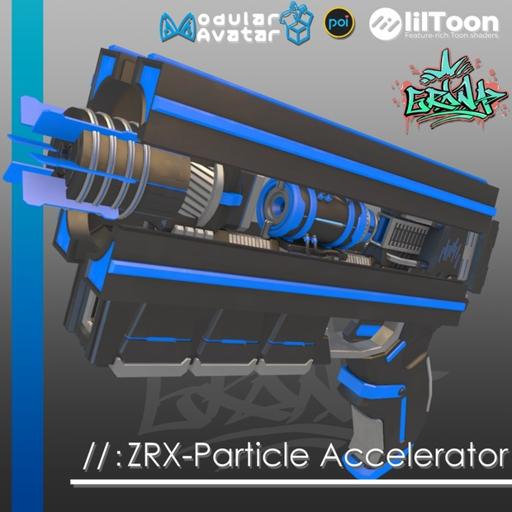 Modular
Avatar
poi
lilToon
Feature-rich Toon shaders.
//:ZRX-Particle Accelerator